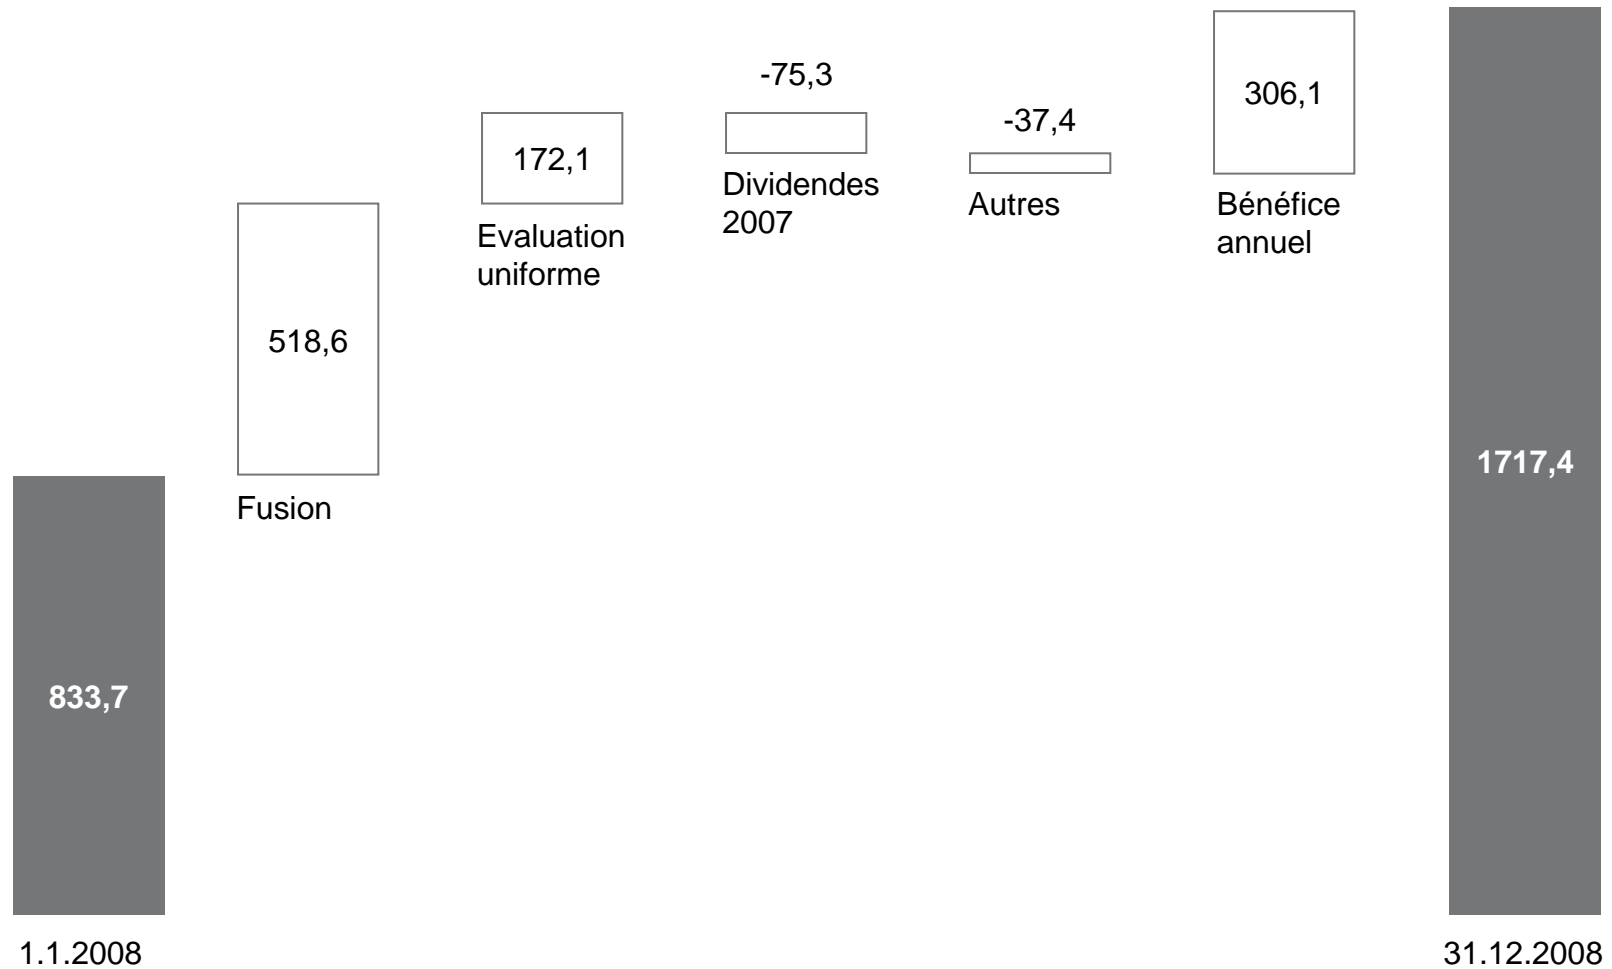 833,7
1.1.2008
518,6
Fusion
172,1
Evaluation
uniforme
-75,3
Dividendes
2007
-37,4
Autres
306,1
Bénéfice
annuel
1717,4
31.12.2008